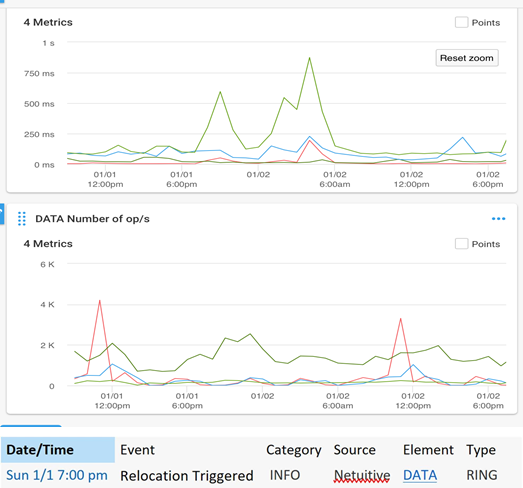 4 Metrics
Points
1 s
Reset zoom
750 ms
500 ms
250 ms
0 ms
01/01 01/01 01/02 01/02 01/02 01/02
12:00pm 6:00pm 6:00am 12:00pm 6:00pm
DATA Number of op/s
4 Metrics
Points
6 K
4 K
2 K
0
01/01 01/01 01/02 01/02 01/02 01/02
12:00pm 6:00pm 6:00am 12:00pm 6:00pm
Date/Time Event Category Source Element Type
Sun 1/1 7:00 pm Relocation Triggered INFO Netuitive DATA RING